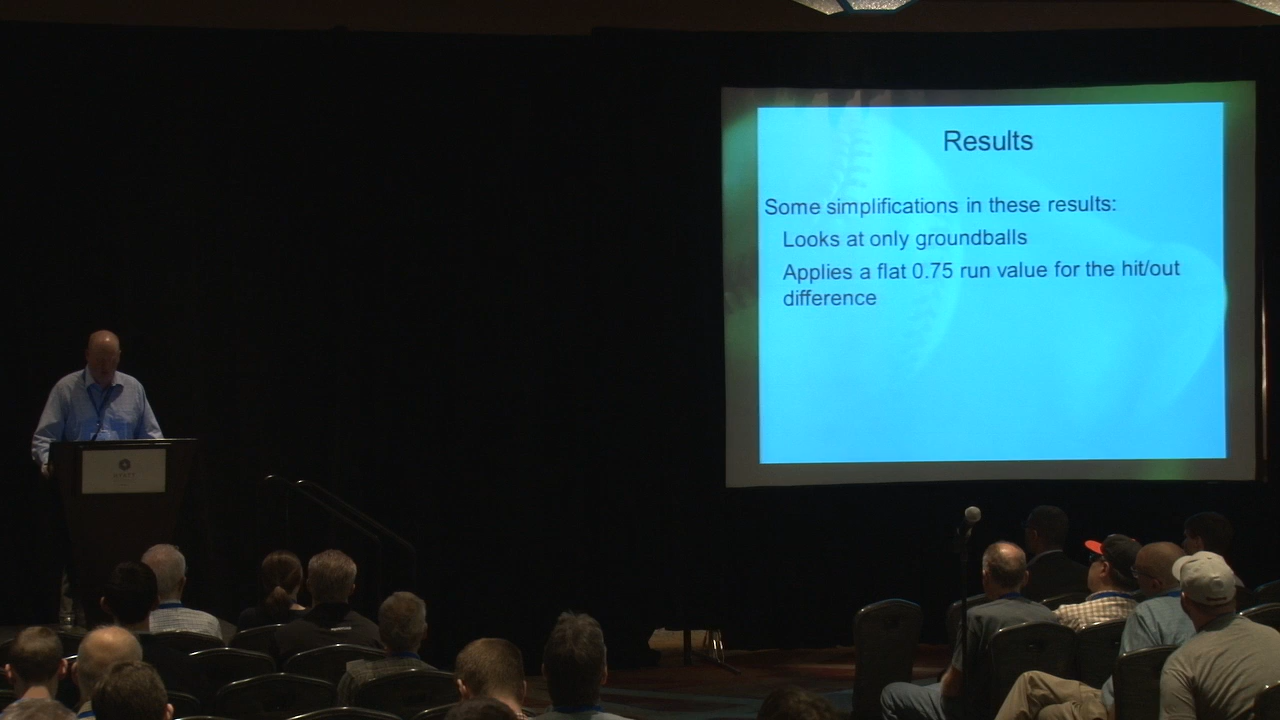 Results
Some simplifications in these results:
Looks at only groundballs
Applies a flat 0.75 run value for the hit/out
difference